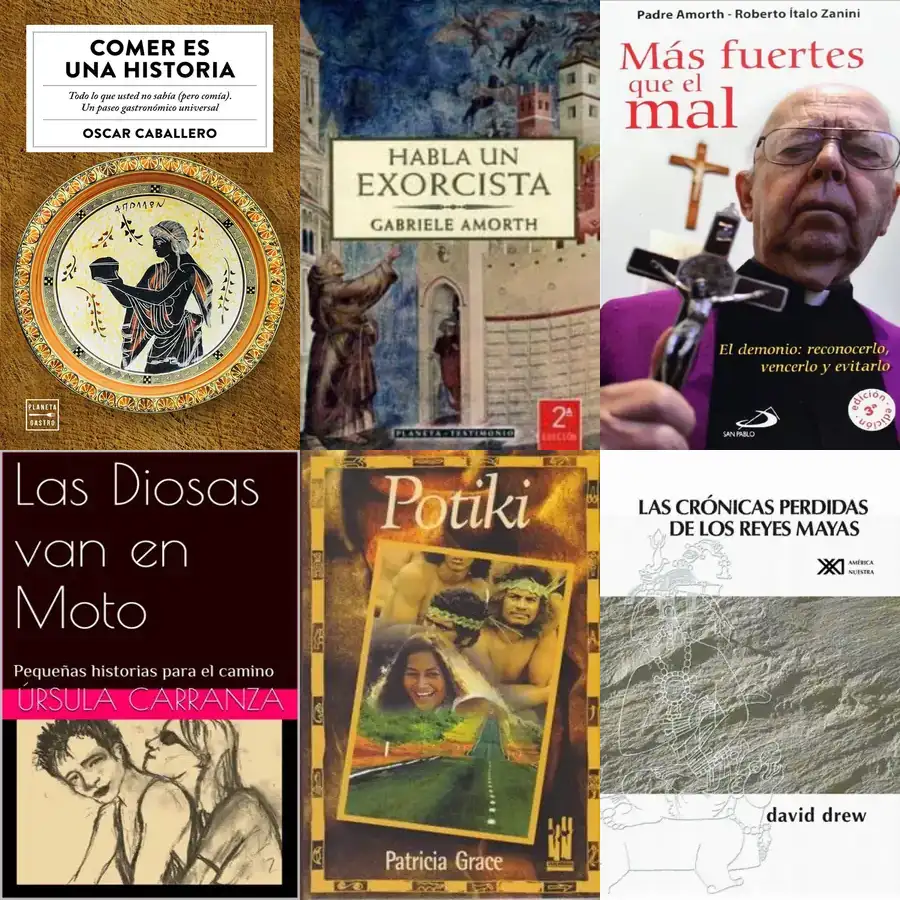 COMER ES
UNA HISTORIA
Todo lo que usted no sabía (pero comía).
Un paseo gastronómico universal
OSCAR CABALLERO
ΑΠΟΛΛΩΝ
PLANETA
GASTRO
HABLA UN
EXORCISTA
GABRIELE AMORTH
PLANETA TESTIMONIO
2ª
EDICIÓN
Padre Amorth - Roberto Ítalo Zanini
Más fuertes
que el
mal
El demonio: reconocerlo,
vencerlo y evitarlo
SAN PABLO
edición
3ª
edición
Las Diosas
van en
Moto
Pequeñas historias para el camino
ÚRSULA CARRANZA
Potiki
Patricia Grace
LAS CRÓNICAS PERDIDAS
DE LOS REYES MAYAS
AMÉRICA
NUESTRA
david drew